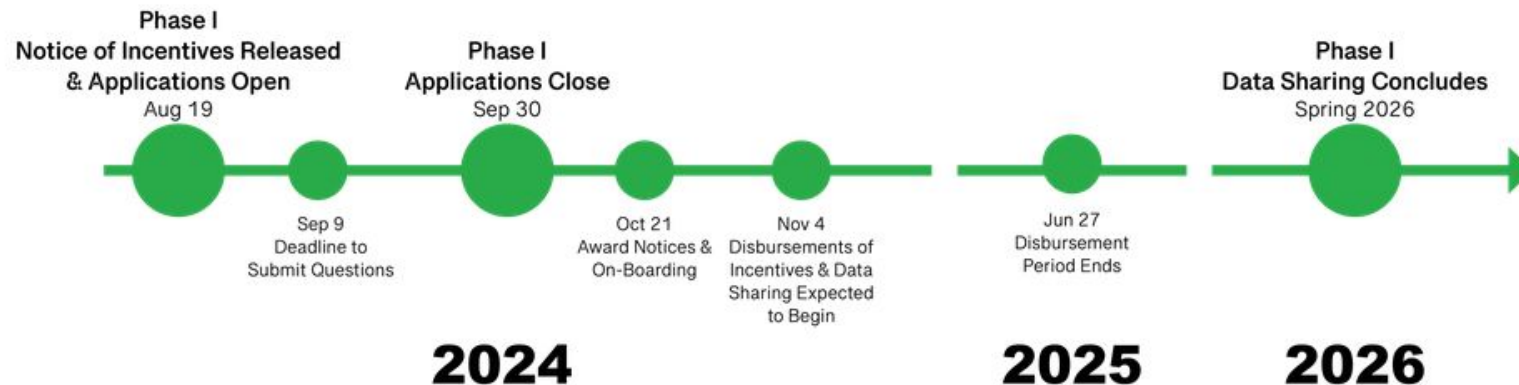 Phase I
Notice of Incentives Released
& Applications Open
Aug 19
Phase I
Applications Close
Sep 30
Phase I
Data Sharing Concludes
Spring 2026
Sep 9
Deadline to
Submit Questions
Oct 21
Award Notices &
On-Boarding
Nov 4
Disbursements of
Incentives & Data
Sharing Expected
to Begin
Jun 27
Disbursement
Period Ends
2024
2025
2026